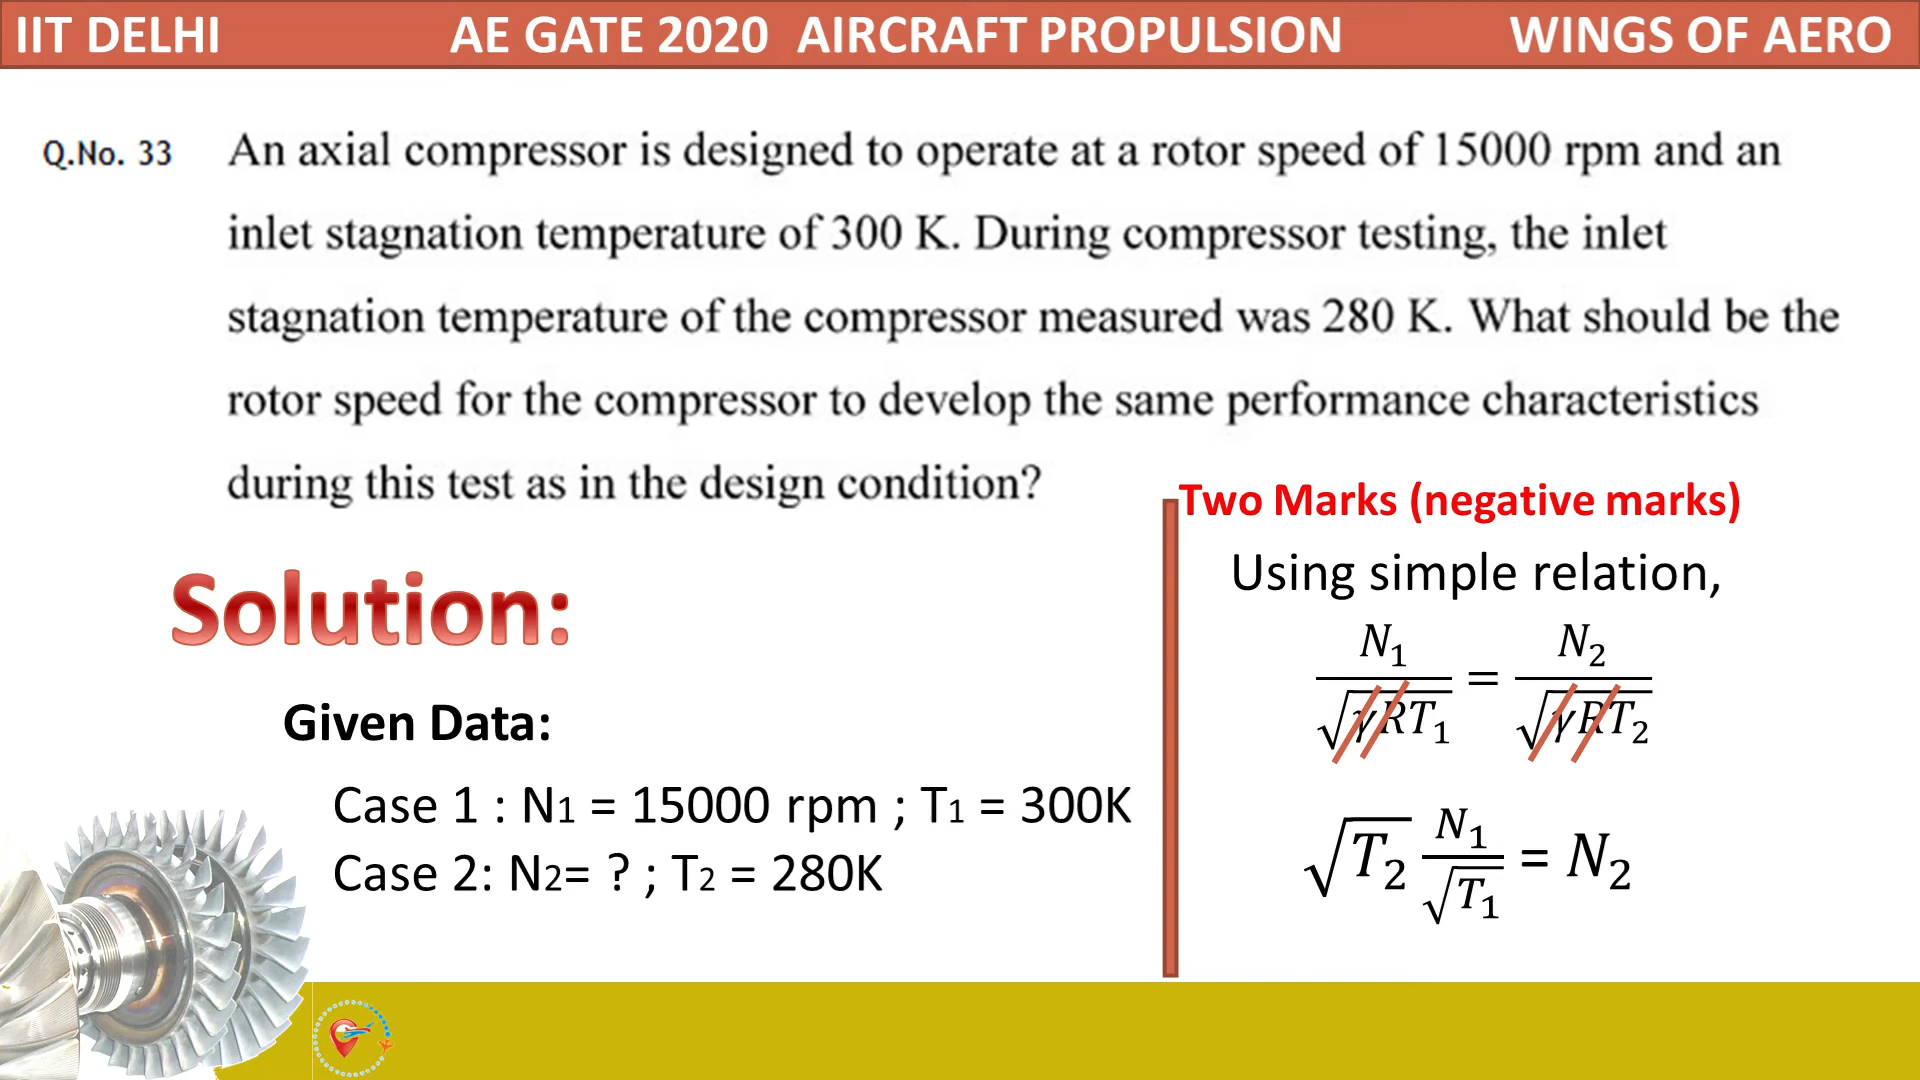 IIT DELHI AE GATE 2020 AIRCRAFT PROPULSION WINGS OF AERO
Q.No. 33 An axial compressor is designed to operate at a rotor speed of 15000 rpm and an
inlet stagnation temperature of 300 K. During compressor testing, the inlet
stagnation temperature of the compressor measured was 280 K. What should be the
rotor speed for the compressor to develop the same performance characteristics
during this test as in the design condition?
Two Marks (negative marks)
Solution:
Given Data:
Case 1 : N₁ = 15000 rpm ; T₁ = 300K
Case 2: N₂= ? ; T₂ = 280K
Using simple relation,
N₁/√(γRT₁) = N₂/√(γRT₂)
√T₂ N₁/√T₁ = N₂